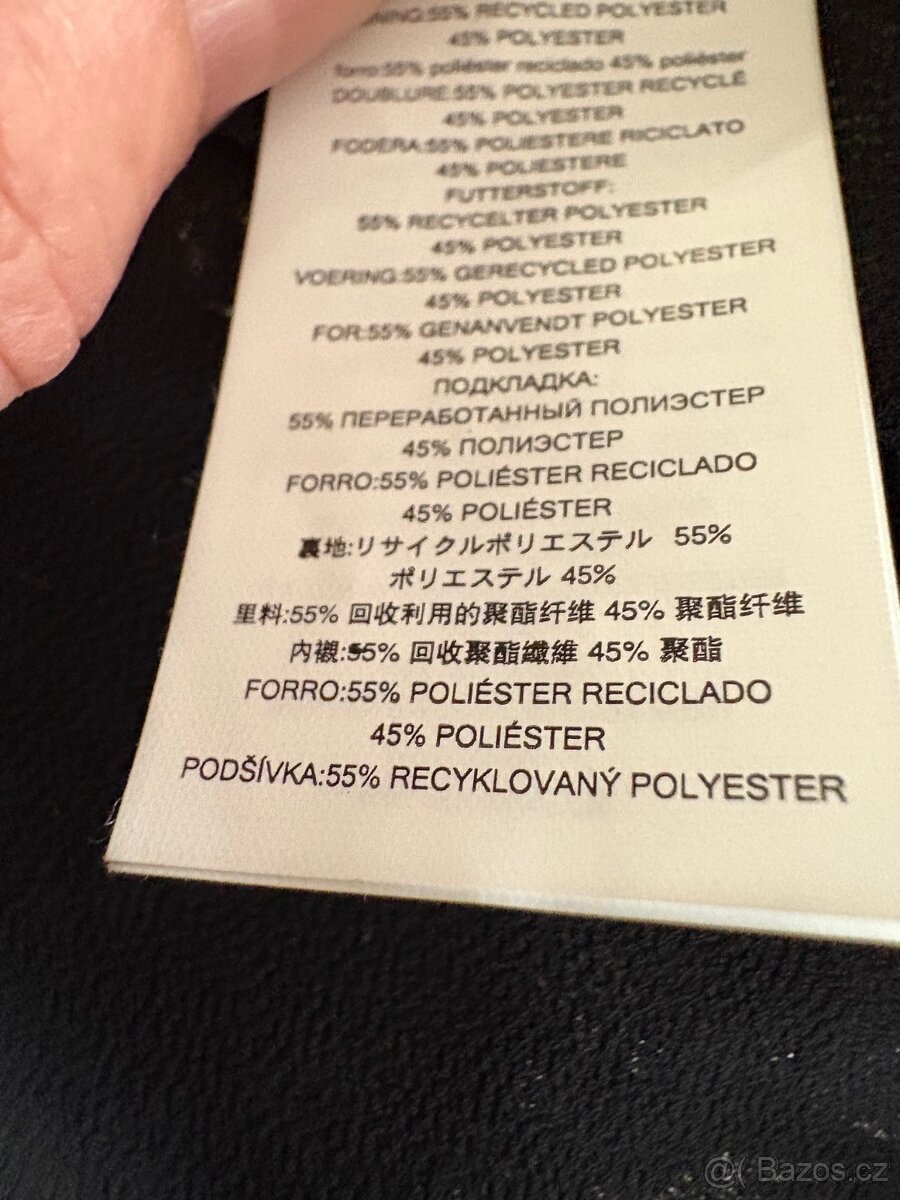 LINING:55% RECYCLED POLYESTER
45% POLYESTER
forro:55% poliéster reciclado 45% poliéster
DOUBLURE:55% POLYESTER RECYCLÉ
45% POLYESTER
FODERA:55% POLIESTERE RICICLATO
45% POLIESTERE
FUTTERSTOFF:
55% RECYCELTER POLYESTER
45% POLYESTER
VOERING:55% GERECYCLED POLYESTER
45% POLYESTER
FOR:55% GENANVENDT POLYESTER
45% POLYESTER
ПОДКЛАДКА:
55% ПЕРЕРАБОТАННЫЙ ПОЛИЭСТЕР
45% ПОЛИЭСТЕР
FORRO:55% POLIÉSTER RECICLADO
45% POLIÉSTER
裏地:リサイクルポリエステル 55%
ポリエステル 45%
里料:55% 回收利用的聚酯纤维 45% 聚酯纤维
内襯:55% 回收聚酯纖維 45% 聚酯
FORRO:55% POLIÉSTER RECICLADO
45% POLIÉSTER
PODŠÍVKA:55% RECYKLOVANÝ POLYESTER
@( Bazos.cz